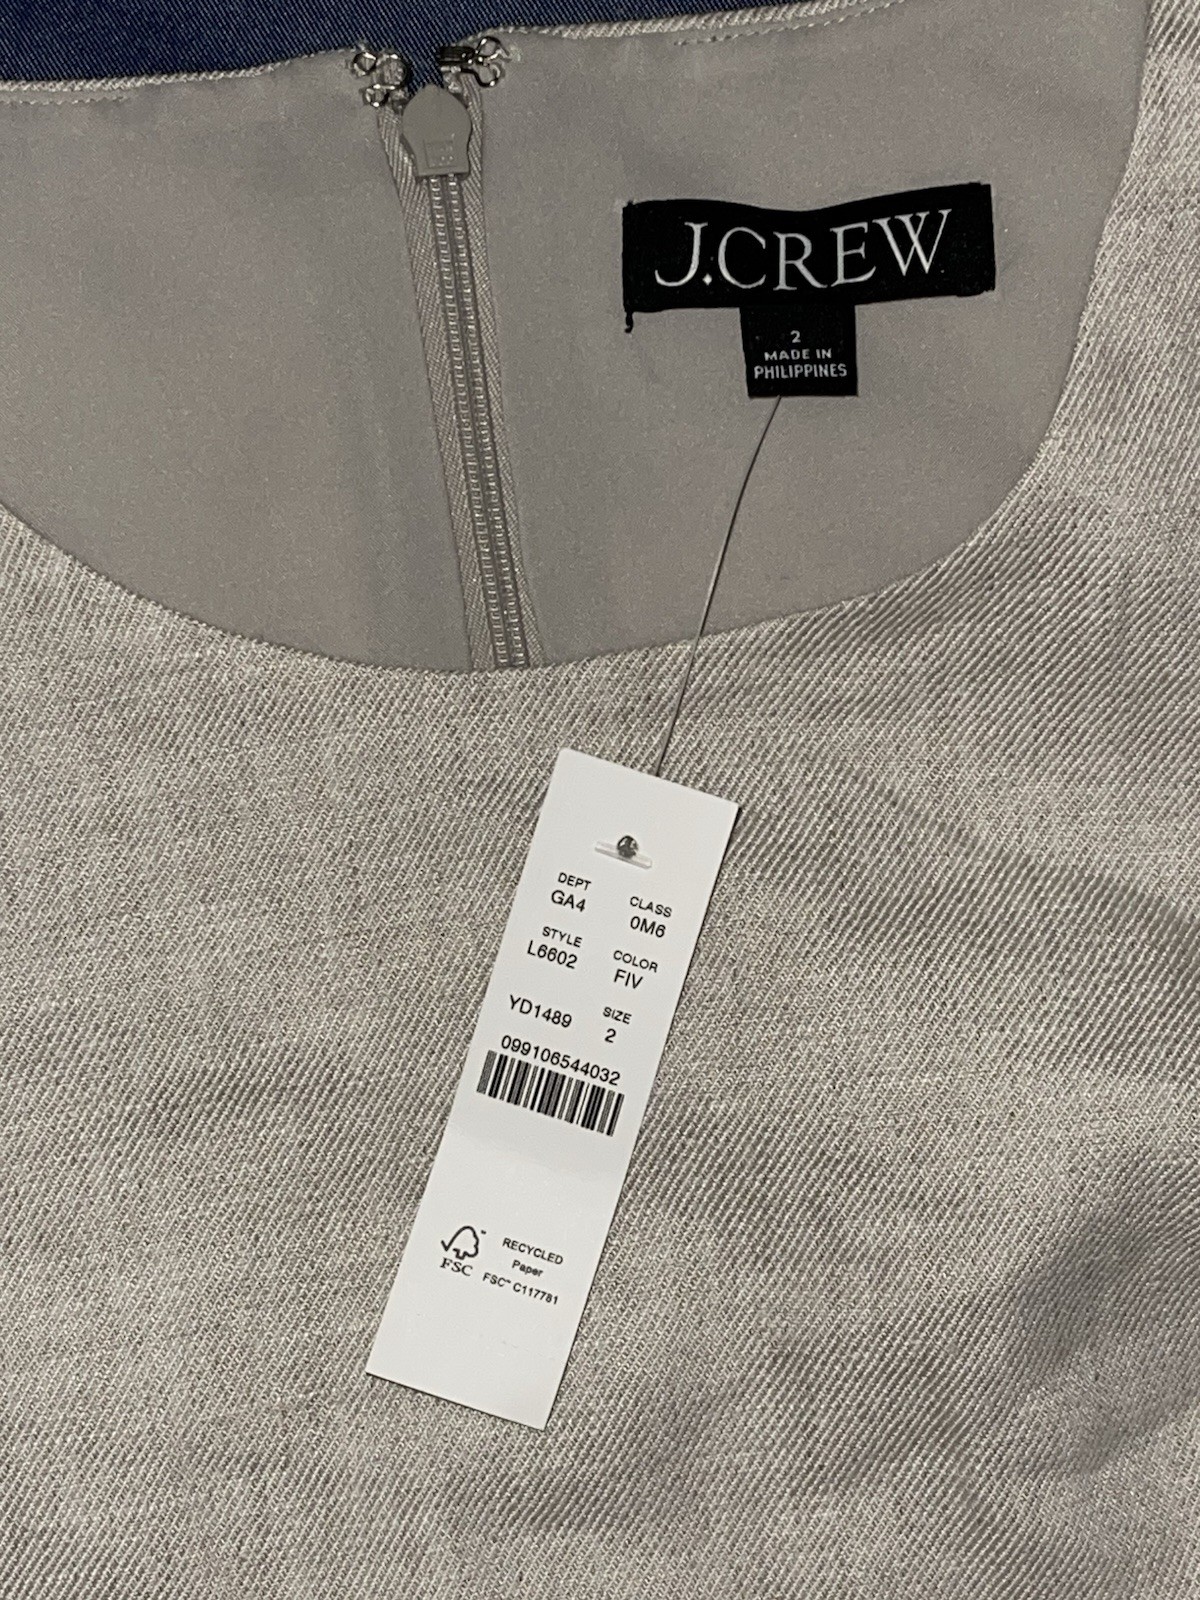 J.CREW
2
MADE IN
PHILIPPINES
DEPT CLASS
GA4 0M6
STYLE COLOR
L6602 FIV
YD1489 SIZE
2
099106544032
FSC
RECYCLED
Paper
FSC™ C117781